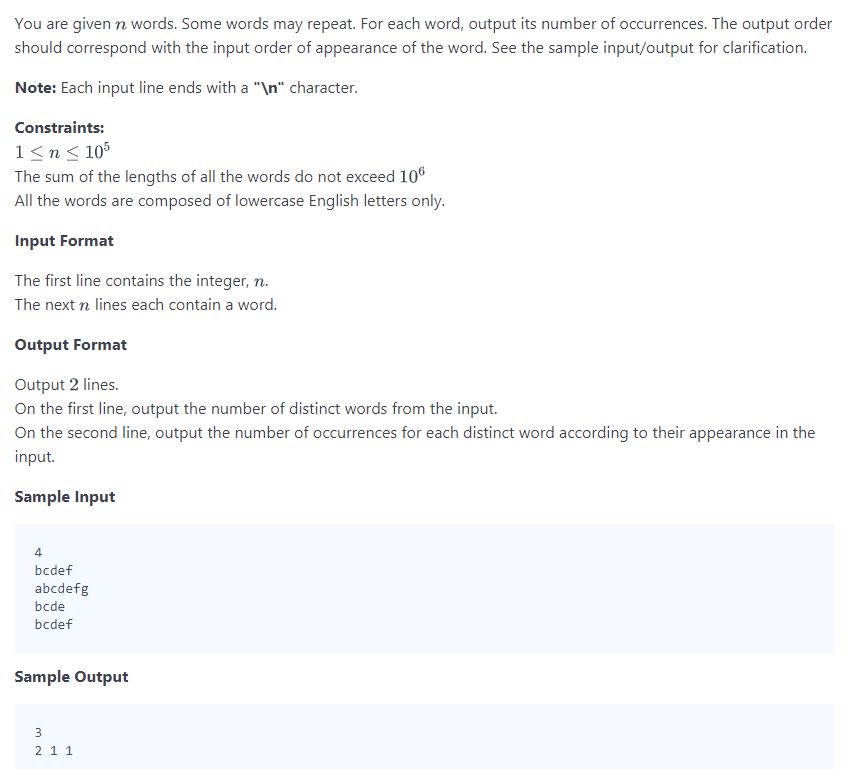 You are given n words. Some words may repeat. For each word, output its number of occurrences. The output order
should correspond with the input order of appearance of the word. See the sample input/output for clarification.
Note: Each input line ends with a "\n" character.
Constraints:
1 ≤ n ≤ 10⁵
The sum of the lengths of all the words do not exceed 10⁶
All the words are composed of lowercase English letters only.
Input Format
The first line contains the integer, n.
The next n lines each contain a word.
Output Format
Output 2 lines.
On the first line, output the number of distinct words from the input.
On the second line, output the number of occurrences for each distinct word according to their appearance in the
input.
Sample Input
4
bcdef
abcdefg
bcde
bcdef
Sample Output
3
2 1 1